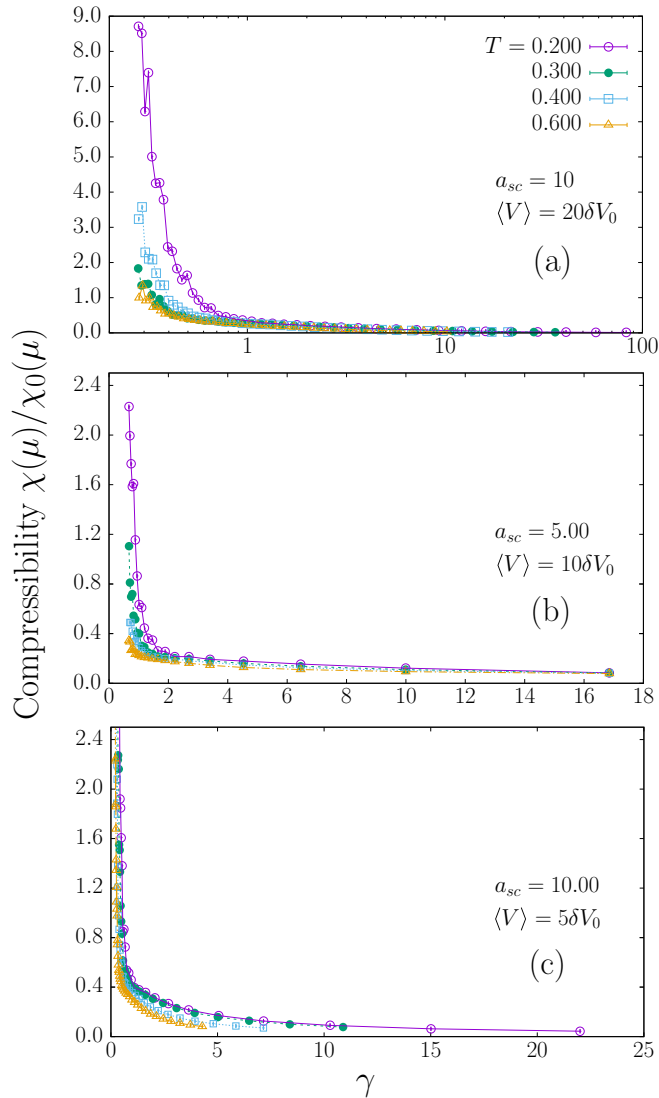 Compressibility χ(μ)/χ₀(μ)
9.0
8.0
7.0
6.0
5.0
4.0
3.0
2.0
1.0
0.0
T = 0.200
0.300
0.400
0.600
a_sc = 10
⟨V⟩ = 20δV₀
(a)
1 10 100
2.4
2.0
1.6
1.2
0.8
0.4
0.0
a_sc = 5.00
⟨V⟩ = 10δV₀
(b)
0 2 4 6 8 10 12 14 16 18
2.4
2.0
1.6
1.2
0.8
0.4
0.0
a_sc = 10.00
⟨V⟩ = 5δV₀
(c)
0 5 10 15 20 25
γ